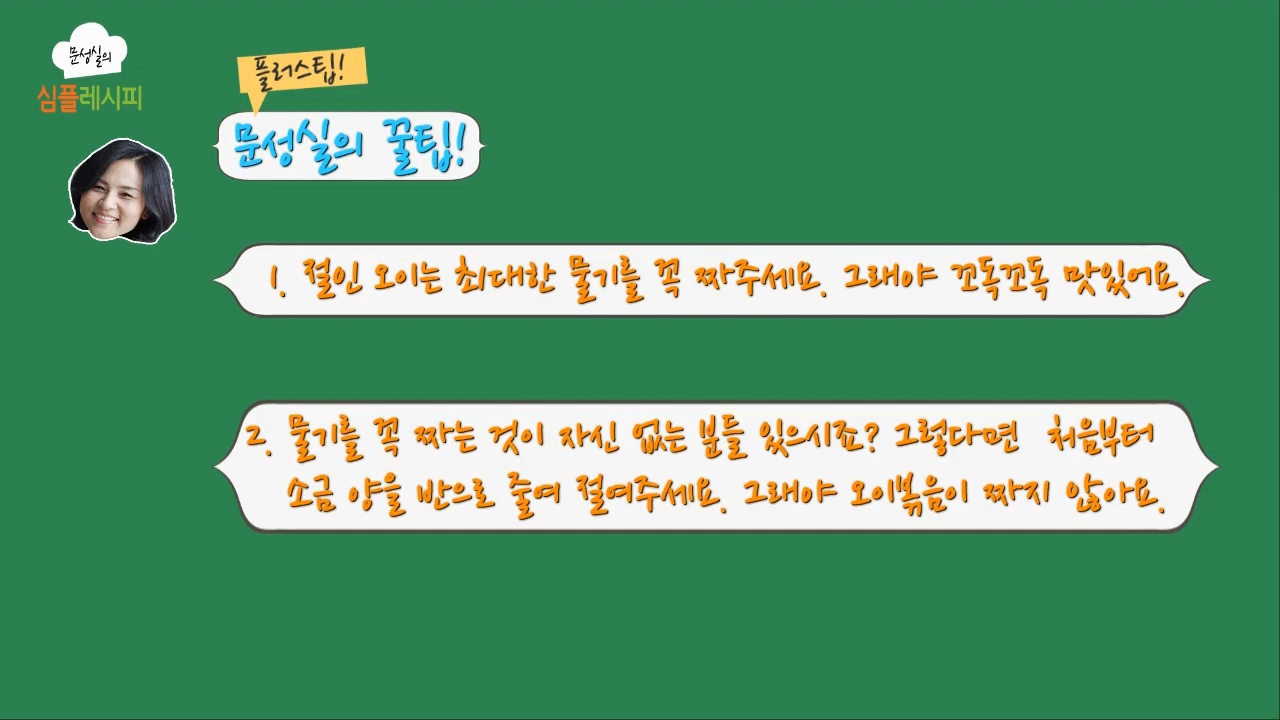 문성실의
심플레시피
플러스팁!
문성실의 꿀팁!
1. 절인 오이는 최대한 물기를 꼭 짜주세요. 그래야 꼬독꼬독 맛있어요.
2. 물기를 꼭 짜는 것이 자신 없는 분들 있으시죠? 그렇다면 처음부터
소금 양을 반으로 줄여 절여주세요. 그래야 오이볶음이 짜지 않아요.